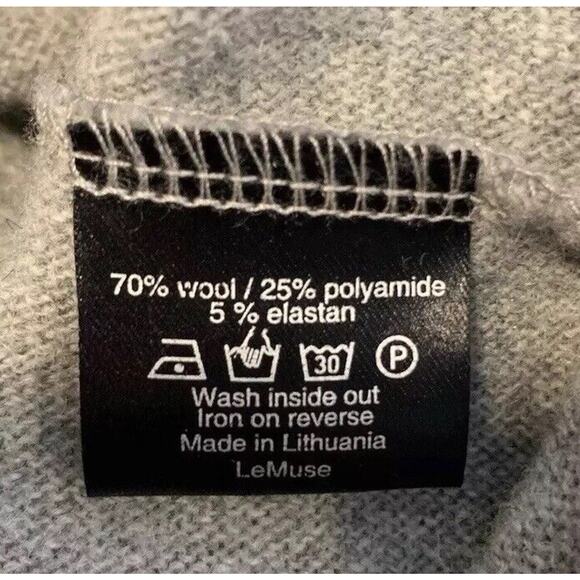 70% wool / 25% polyamide
5 % elastan
30 P
Wash inside out
Iron on reverse
Made in Lithuania
LeMuse